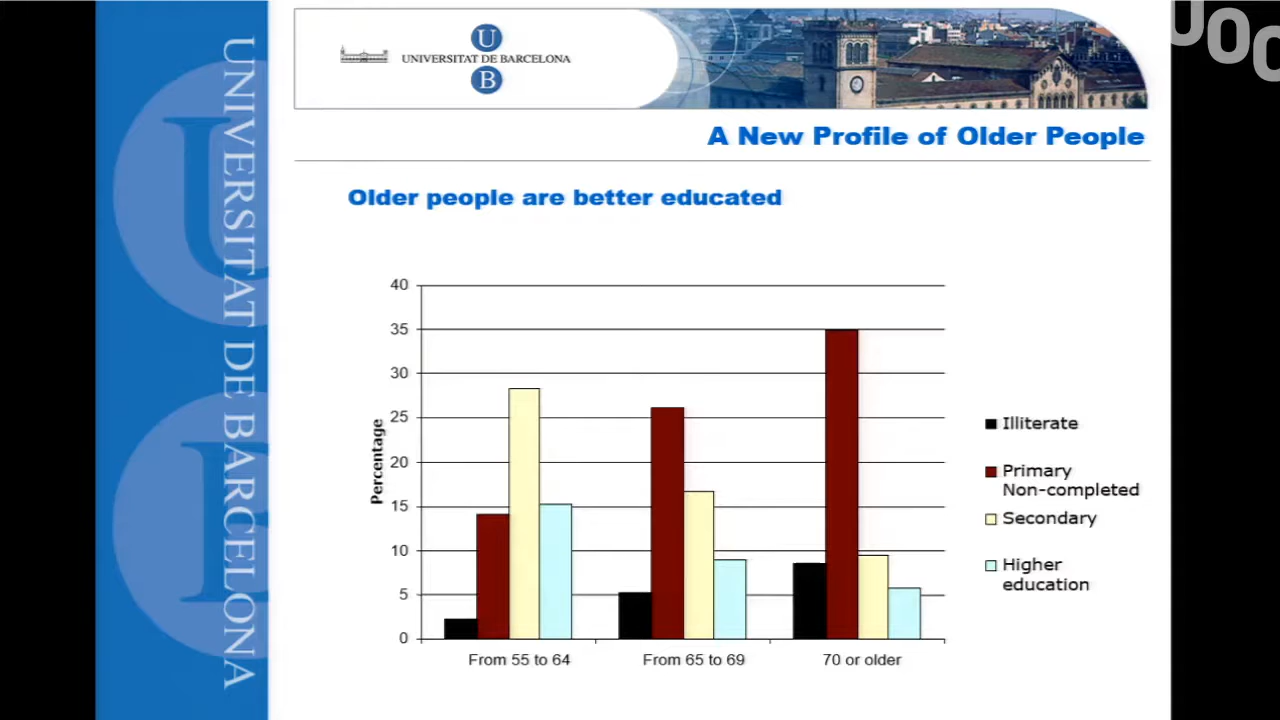 UNIVERSITAT DE BARCELONA
U
UNIVERSITAT DE BARCELONA
B
UOC
A New Profile of Older People
Older people are better educated
Percentage
40
35
30
25
20
15
10
5
0
From 55 to 64
From 65 to 69
70 or older
Illiterate
Primary
Non-completed
Secondary
Higher
education